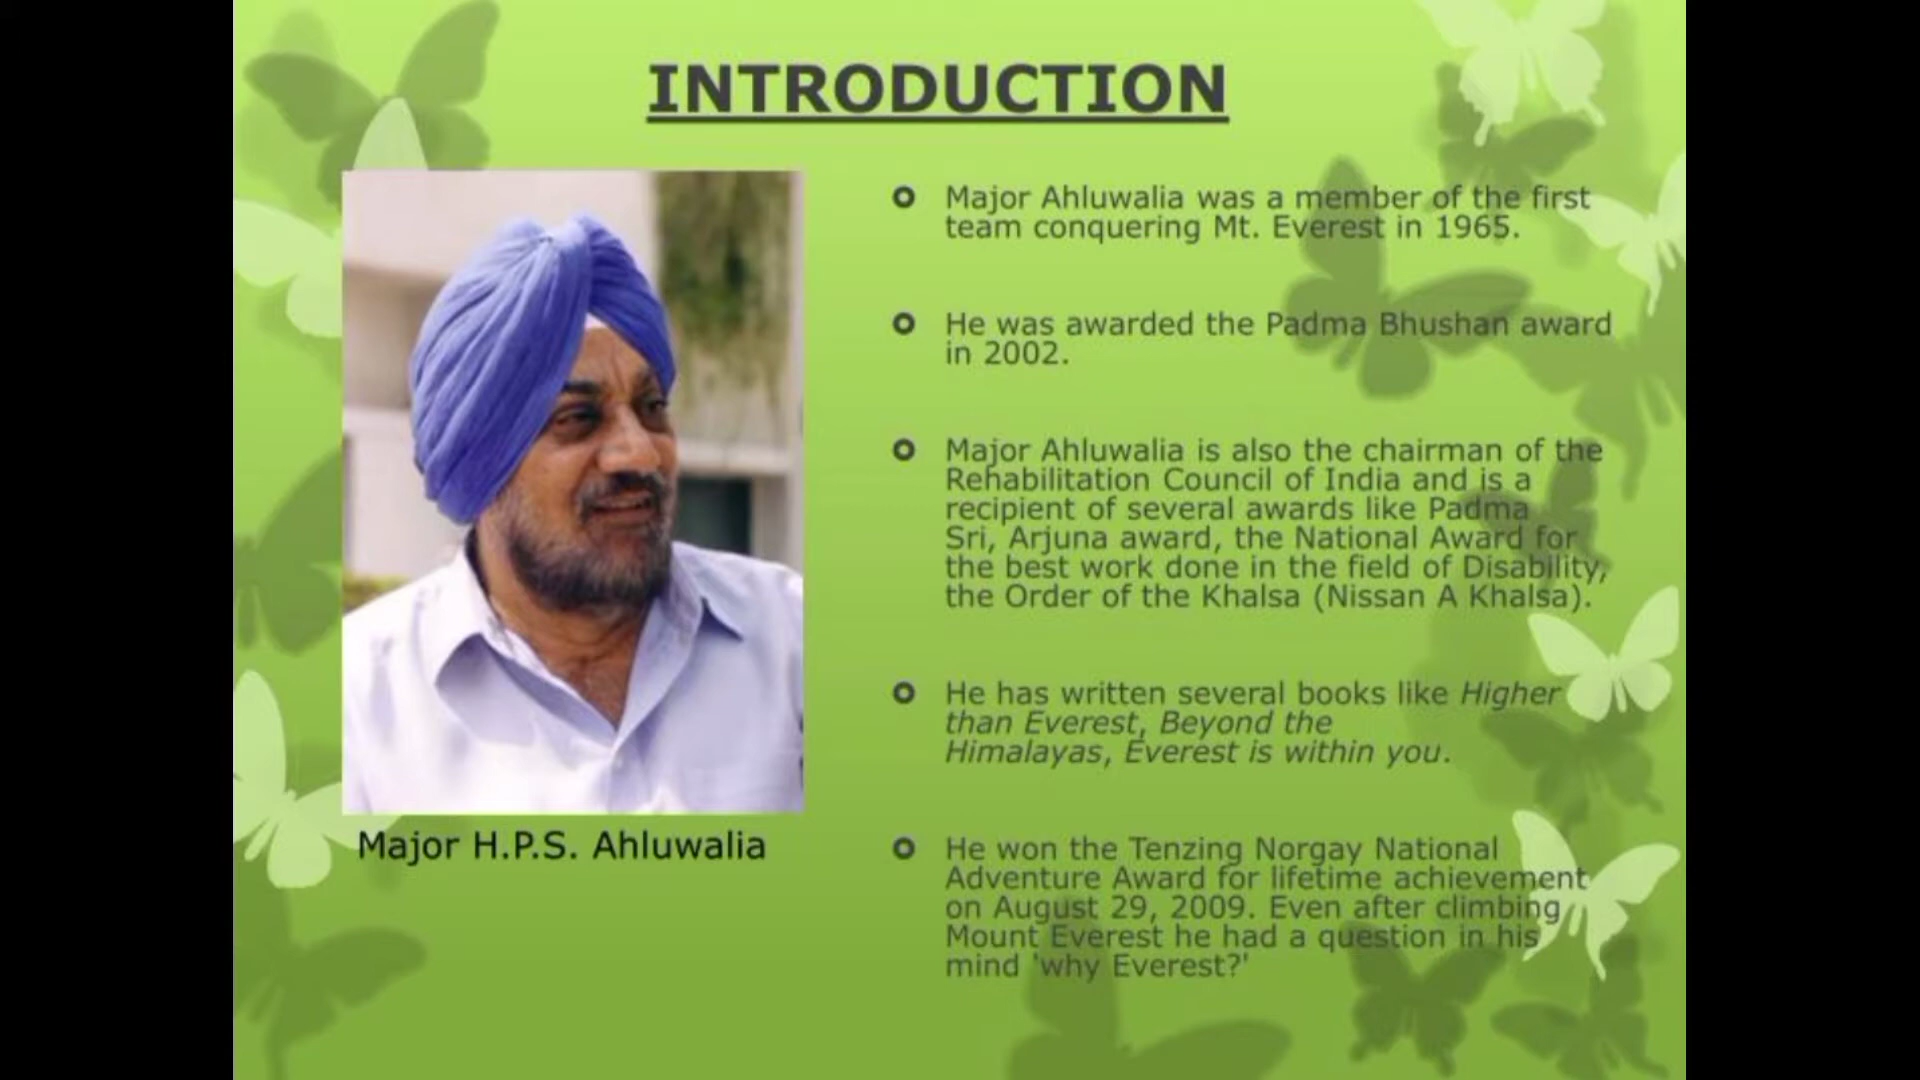 INTRODUCTION
Major Ahluwalia was a member of the first
team conquering Mt. Everest in 1965.
He was awarded the Padma Bhushan award
in 2002.
Major Ahluwalia is also the chairman of the
Rehabilitation Council of India and is a
recipient of several awards like Padma
Sri, Arjuna award, the National Award for
the best work done in the field of Disability,
the Order of the Khalsa (Nissan A Khalsa).
He has written several books like Higher
than Everest, Beyond the
Himalayas, Everest is within you.
He won the Tenzing Norgay National
Adventure Award for lifetime achievement
on August 29, 2009. Even after climbing
Mount Everest he had a question in his
mind 'why Everest?'
Major H.P.S. Ahluwalia